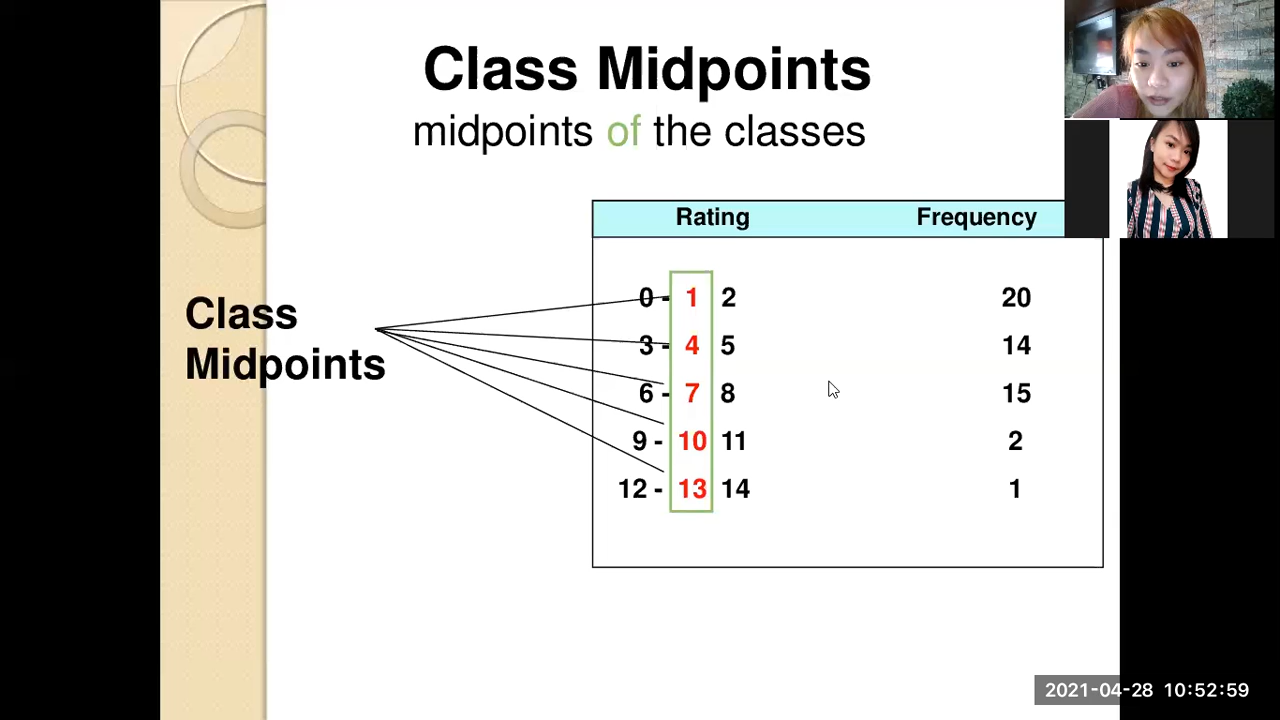 Class Midpoints
midpoints of the classes
Rating Frequency
Class
Midpoints
0 - 1 2 20
3 - 4 5 14
6 - 7 8 15
9 - 10 11 2
12 - 13 14 1
2021-04-28 10:52:59